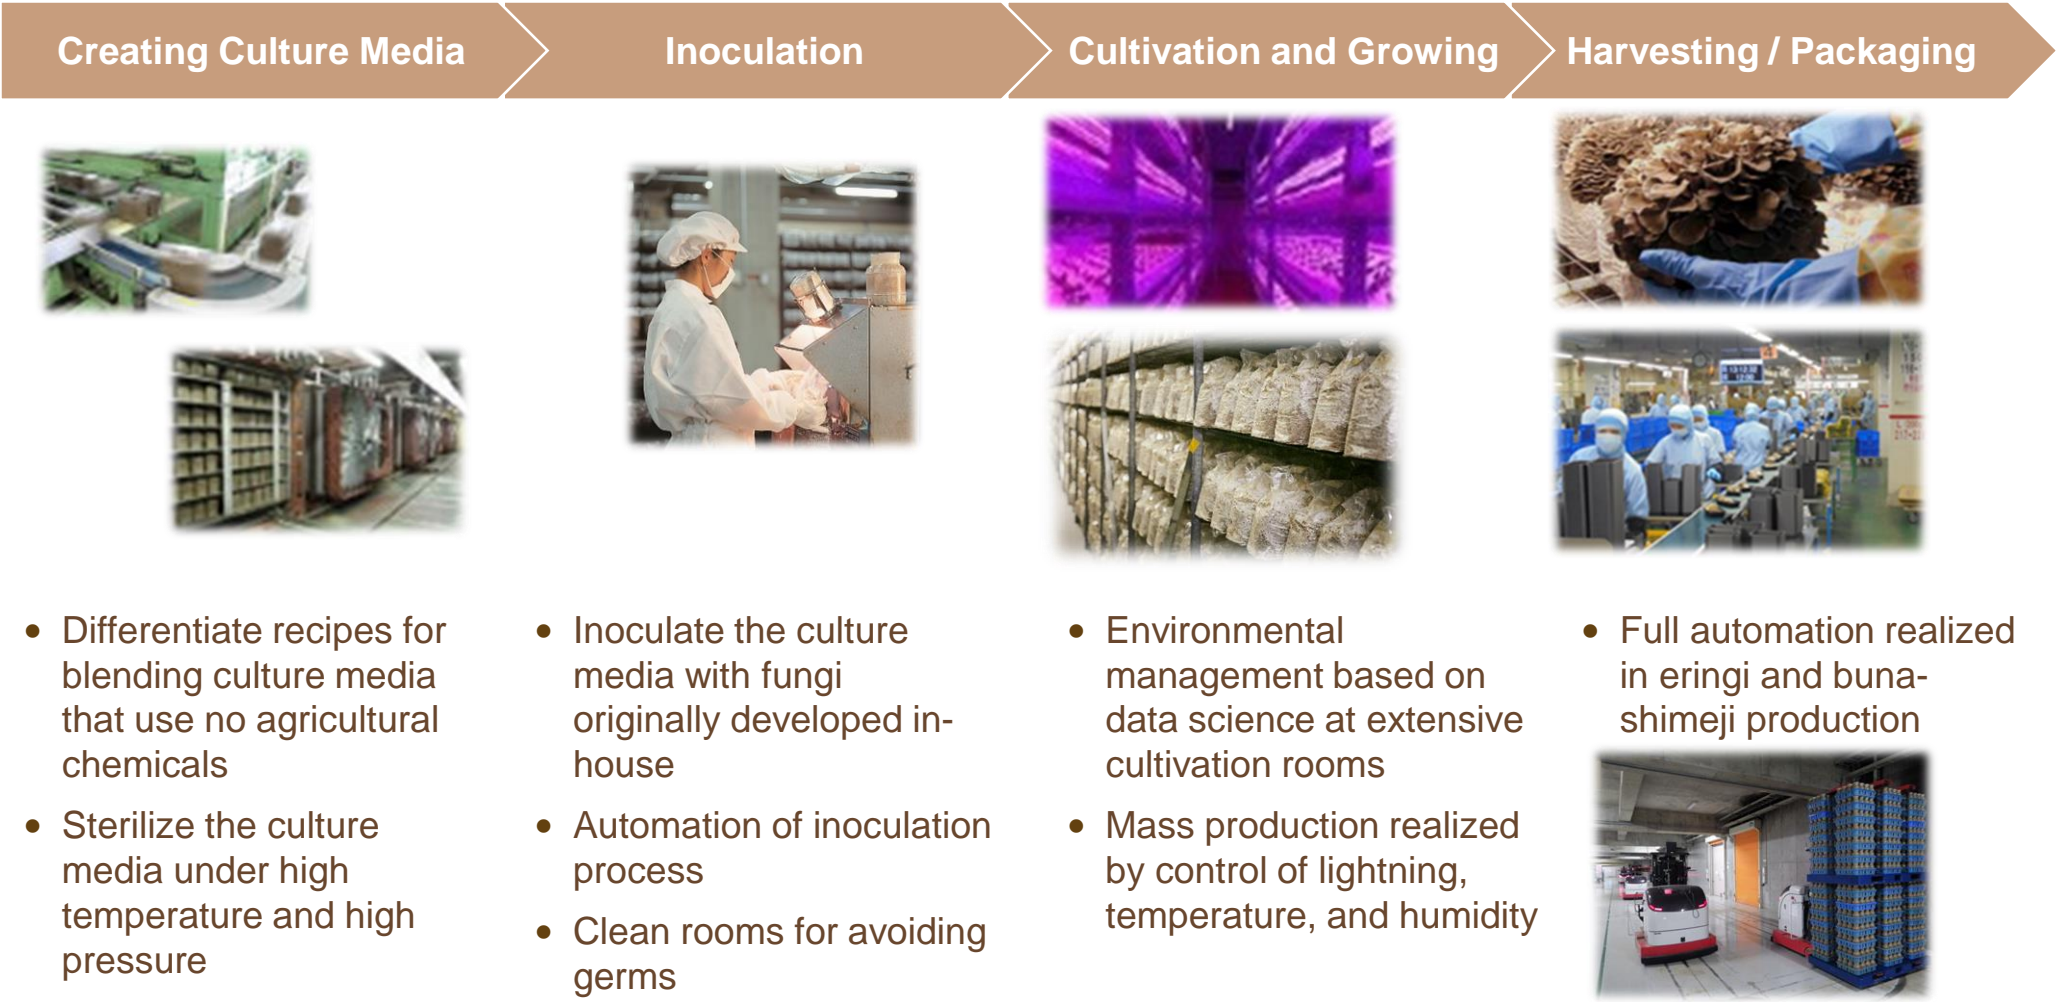 Creating Culture Media
Inoculation
Cultivation and Growing
Harvesting / Packaging
Differentiate recipes for
blending culture media
that use no agricultural
chemicals
Sterilize the culture
media under high
temperature and high
pressure
Inoculate the culture
media with fungi
originally developed in-
house
Automation of inoculation
process
Clean rooms for avoiding
germs
Environmental
management based on
data science at extensive
cultivation rooms
Mass production realized
by control of lightning,
temperature, and humidity
Full automation realized
in eringi and buna-
shimeji production